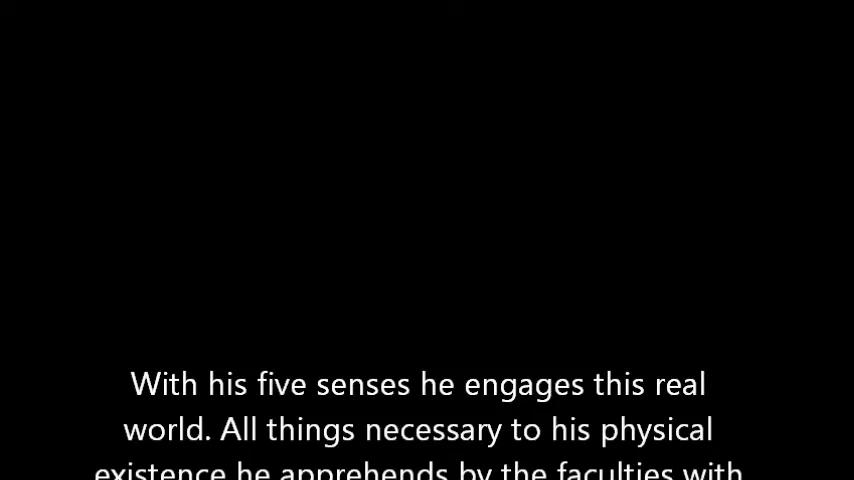 With his five senses he engages this real
world. All things necessary to his physical
existence he apprehends by the faculties with